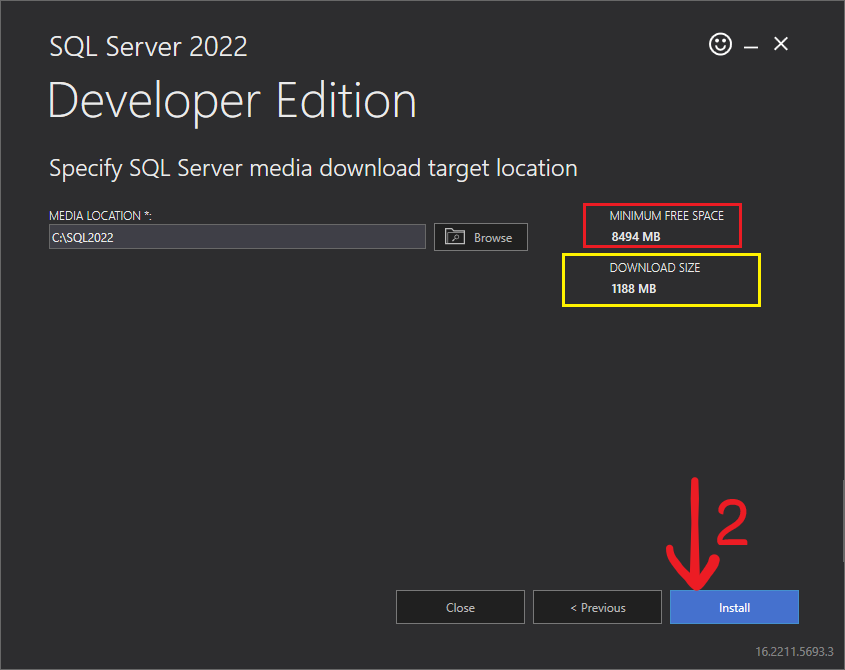 SQL Server 2022
Developer Edition
Specify SQL Server media download target location
MEDIA LOCATION *:
C:\SQL2022
Browse
MINIMUM FREE SPACE
8494 MB
DOWNLOAD SIZE
1188 MB
2
Close
< Previous
Install
16.2211.5693.3